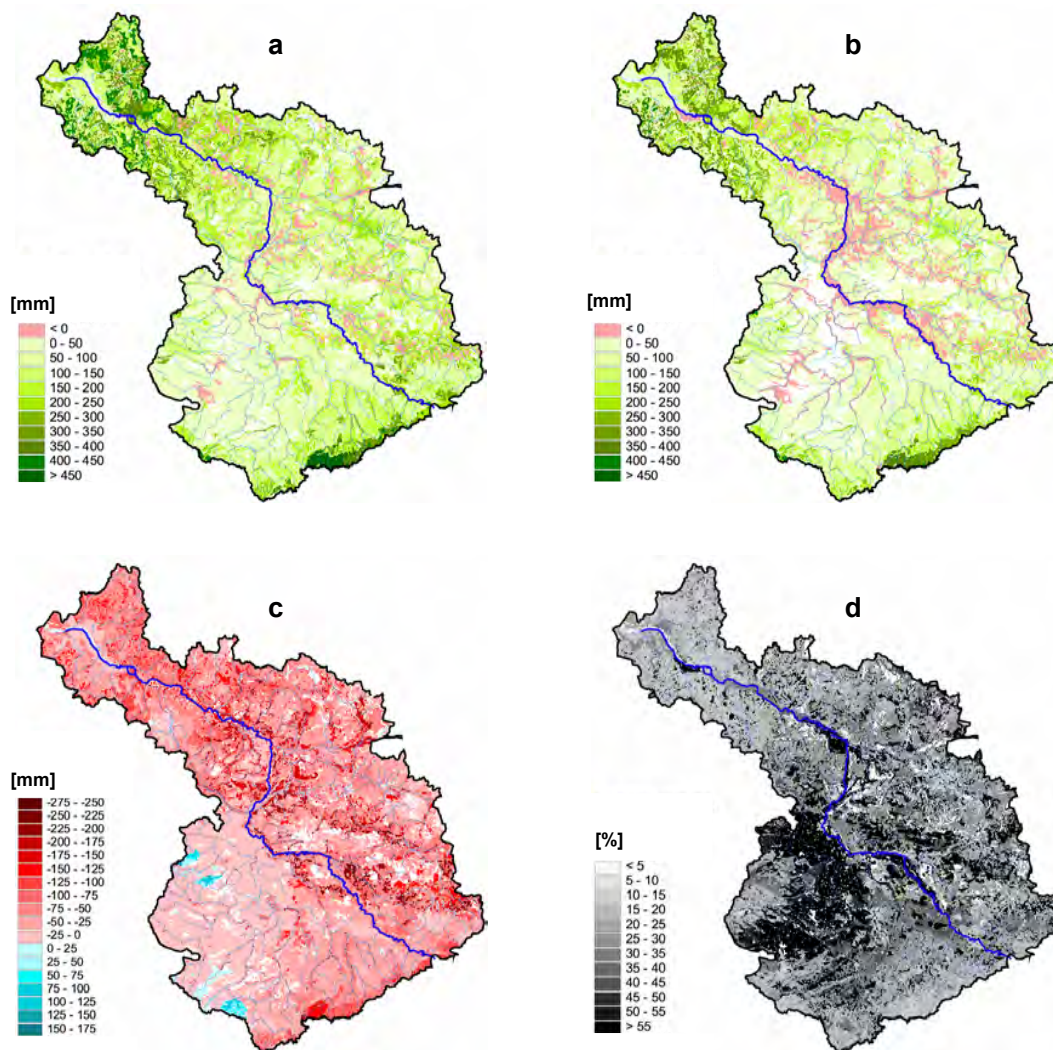 a
[mm]
< 0
0 - 50
50 - 100
100 - 150
150 - 200
200 - 250
250 - 300
300 - 350
350 - 400
400 - 450
> 450
b
[mm]
< 0
0 - 50
50 - 100
100 - 150
150 - 200
200 - 250
250 - 300
300 - 350
350 - 400
400 - 450
> 450
c
[mm]
-275 - -250
-250 - -225
-225 - -200
-200 - -175
-175 - -150
-150 - -125
-125 - -100
-100 - -75
-75 - -50
-50 - -25
-25 - 0
0 - 25
25 - 50
50 - 75
75 - 100
100 - 125
125 - 150
150 - 175
d
[%]
< 5
5 - 10
10 - 15
15 - 20
20 - 25
25 - 30
30 - 35
35 - 40
40 - 45
45 - 50
50 - 55
> 55